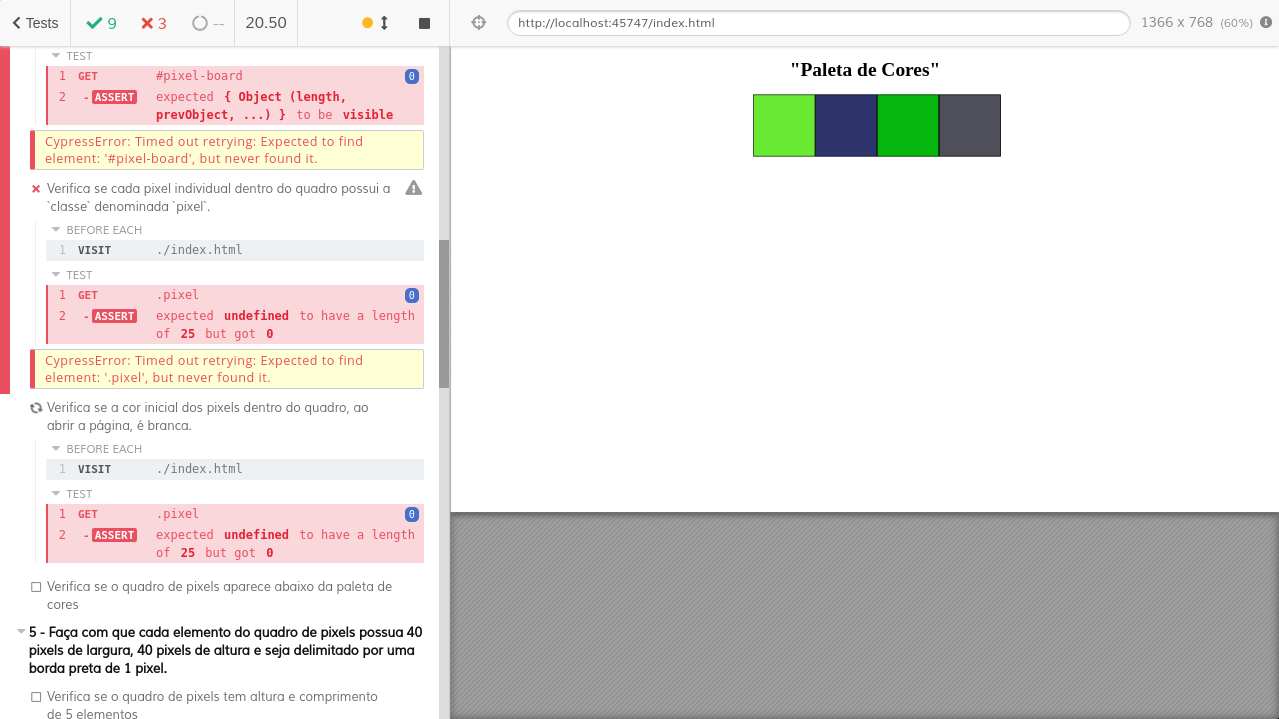 Tests
9
3
--
20.50
http://localhost:45747/index.html
1366 x 768 (60%)
TEST
1 GET #pixel-board 0
2 -ASSERT expected { Object (length,
prevObject, ...) } to be visible
CypressError: Timed out retrying: Expected to find
element: '#pixel-board', but never found it.
Verifica se cada pixel individual dentro do quadro possui a
`classe` denominada `pixel`.
BEFORE EACH
1 VISIT ./index.html
TEST
1 GET .pixel 0
2 -ASSERT expected undefined to have a length
of 25 but got 0
CypressError: Timed out retrying: Expected to find
element: '.pixel', but never found it.
Verifica se a cor inicial dos pixels dentro do quadro, ao
abrir a página, é branca.
BEFORE EACH
1 VISIT ./index.html
TEST
1 GET .pixel 0
2 -ASSERT expected undefined to have a length
of 25 but got 0
Verifica se o quadro de pixels aparece abaixo da paleta de
cores
5 - Faça com que cada elemento do quadro de pixels possua 40
pixels de largura, 40 pixels de altura e seja delimitado por uma
borda preta de 1 pixel.
Verifica se o quadro de pixels tem altura e comprimento
de 5 elementos
"Paleta de Cores"